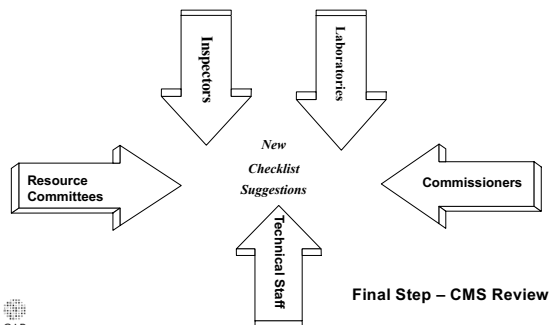 Inspectors
Laboratories
New
Checklist
Suggestions
Resource
Committees
Commissioners
Technical Staff
Final Step – CMS Review